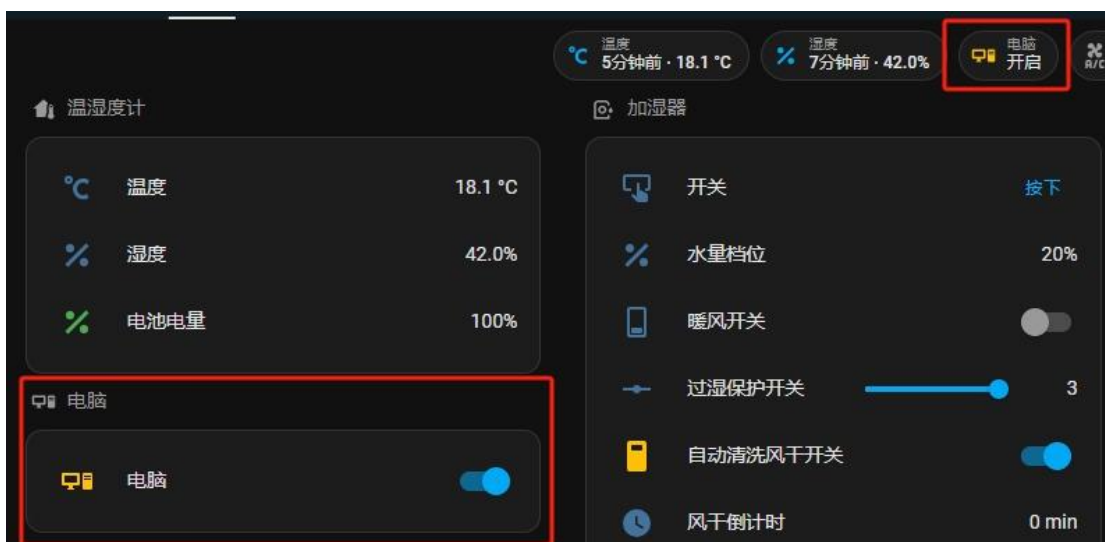 温度
5分钟前 · 18.1 °C
湿度
7分钟前 · 42.0%
电脑
开启
A/C
温湿度计
°C 温度 18.1 °C
% 湿度 42.0%
% 电池电量 100%
电脑
电脑
加湿器
开关 按下
% 水量档位 20%
暖风开关
过湿保护开关 3
自动清洗风干开关
风干倒计时 0 min